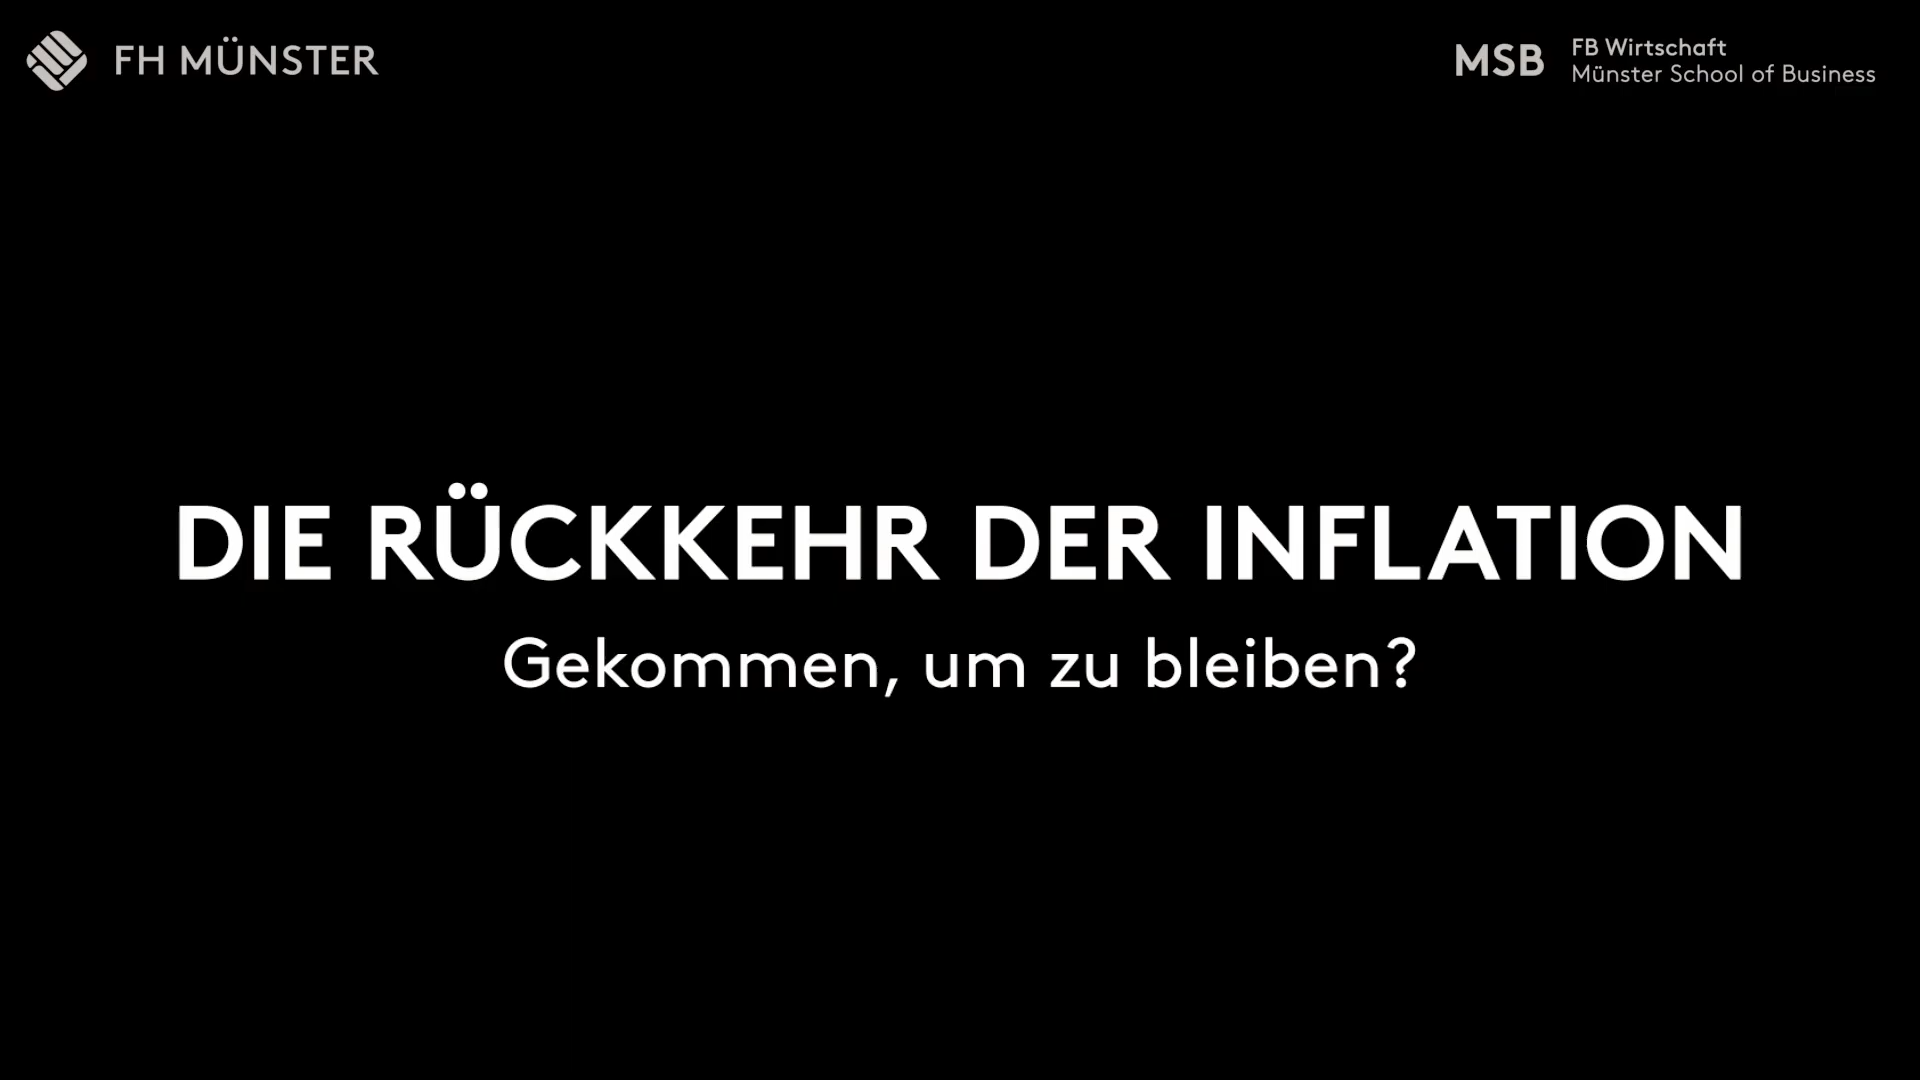 FH MÜNSTER
MSB
FB Wirtschaft
Münster School of Business
DIE RÜCKKEHR DER INFLATION
Gekommen, um zu bleiben?